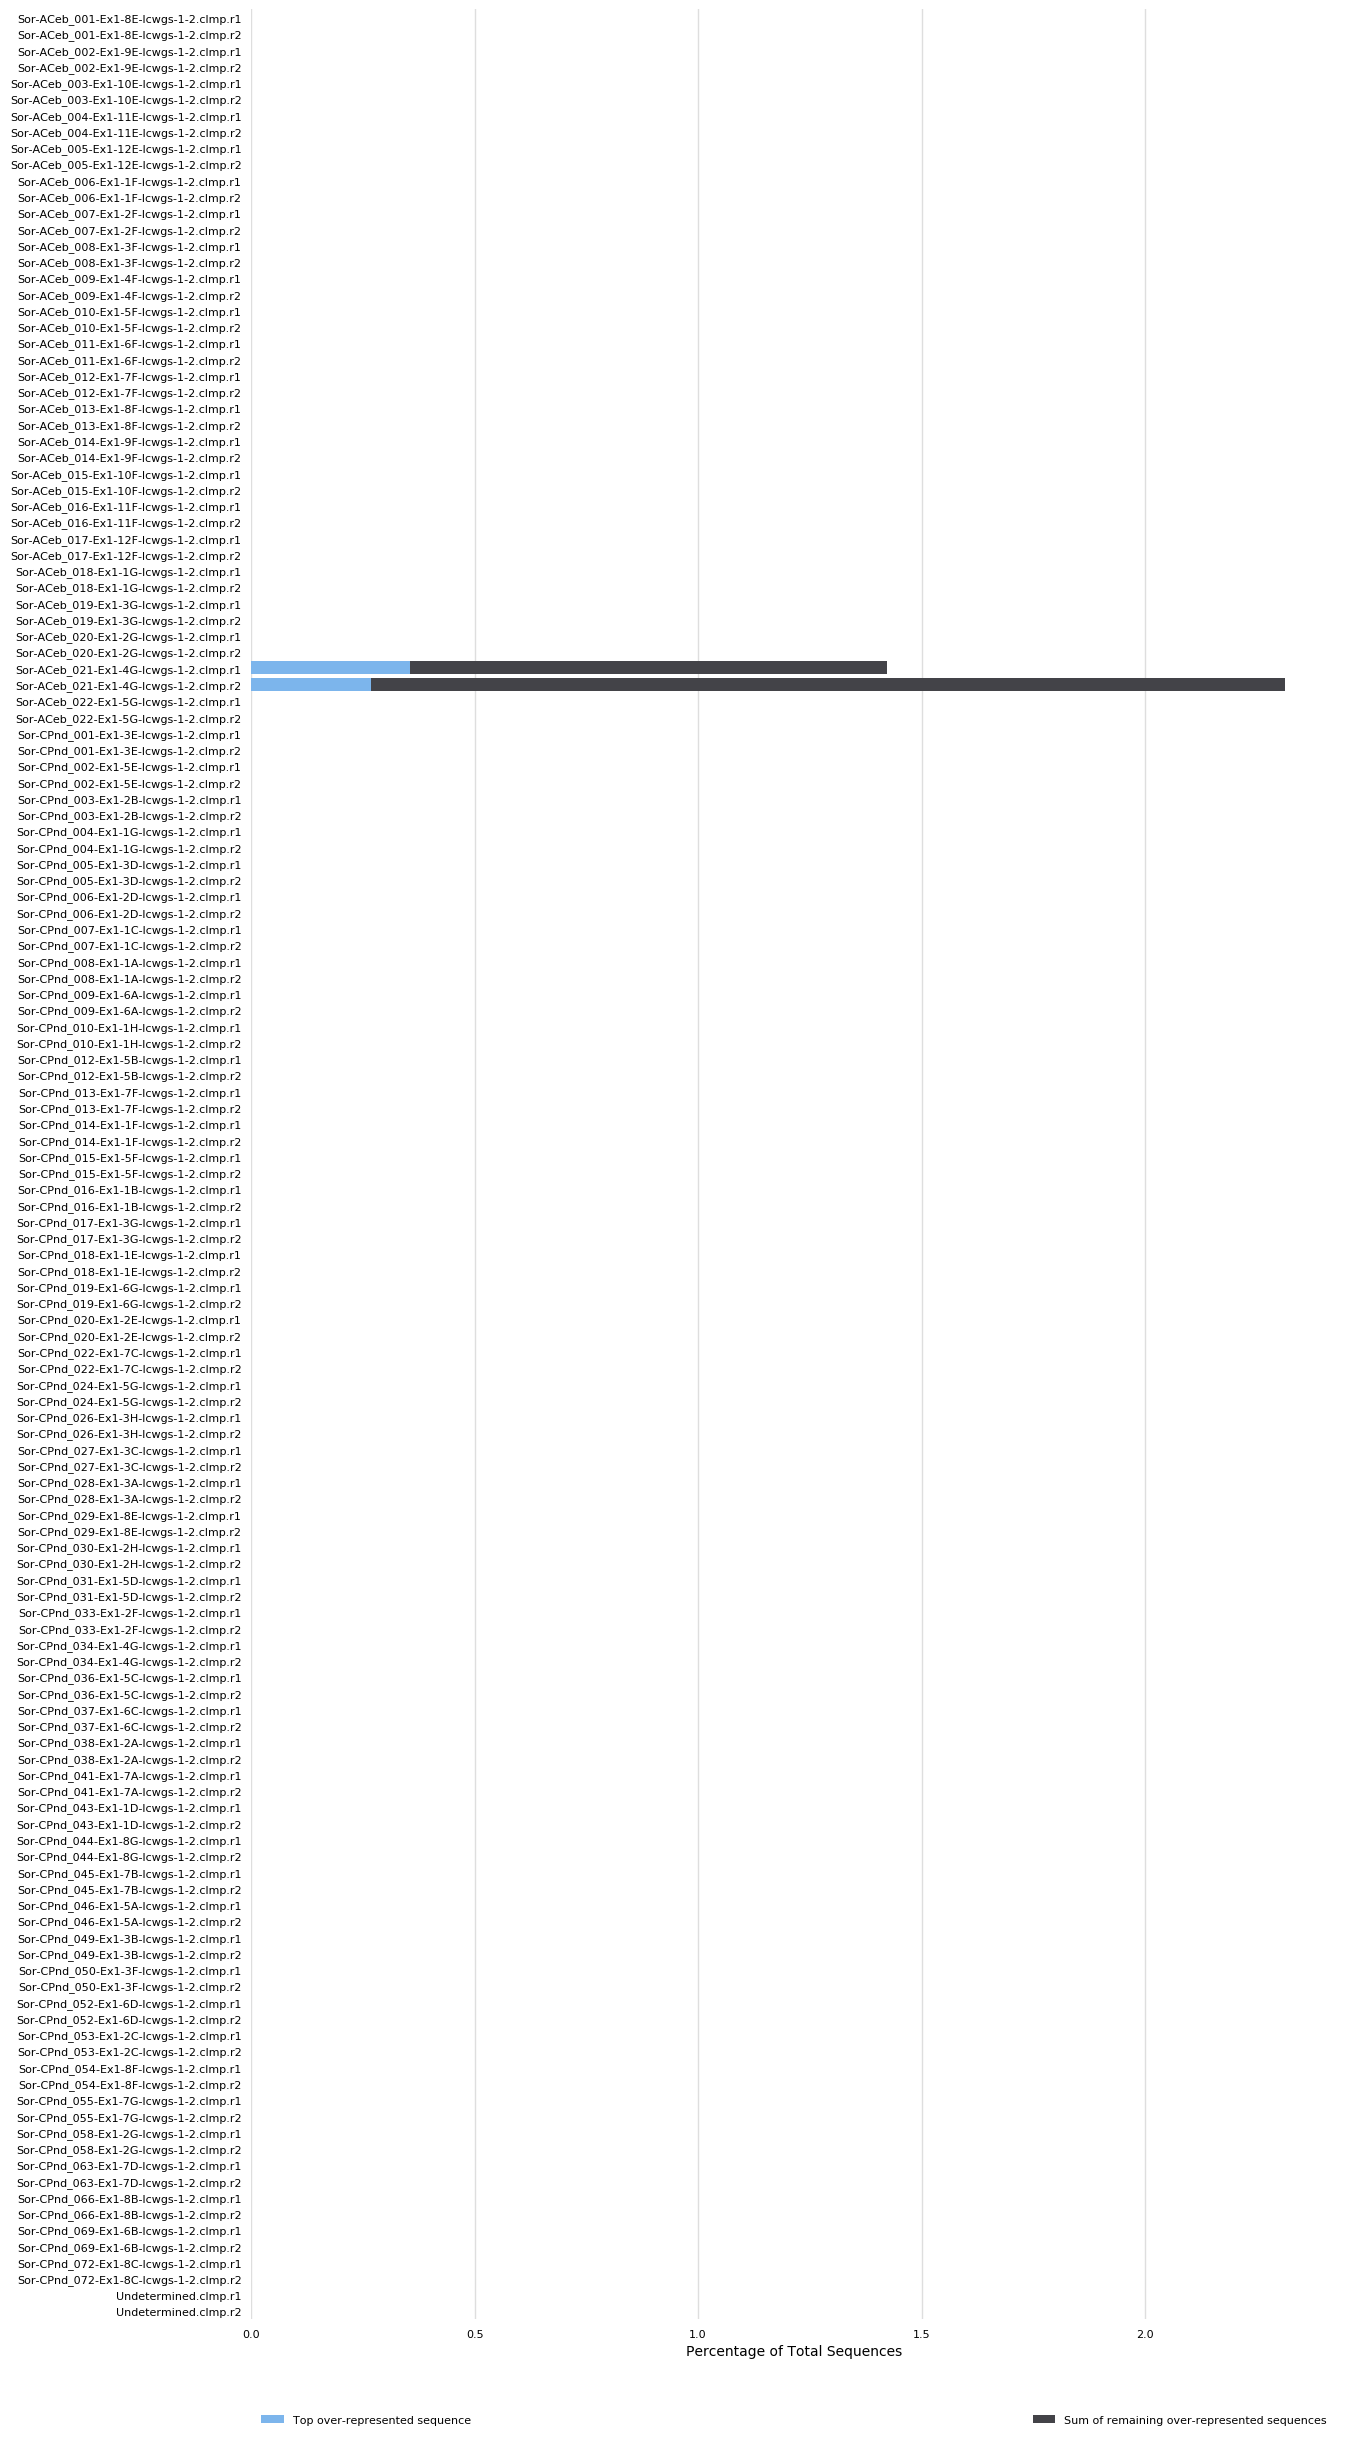 Sor-ACeb_001-Ex1-8E-lcwgs-1-2.clmp.r1
Sor-ACeb_001-Ex1-8E-lcwgs-1-2.clmp.r2
Sor-ACeb_002-Ex1-9E-lcwgs-1-2.clmp.r1
Sor-ACeb_002-Ex1-9E-lcwgs-1-2.clmp.r2
Sor-ACeb_003-Ex1-10E-lcwgs-1-2.clmp.r1
Sor-ACeb_003-Ex1-10E-lcwgs-1-2.clmp.r2
Sor-ACeb_004-Ex1-11E-lcwgs-1-2.clmp.r1
Sor-ACeb_004-Ex1-11E-lcwgs-1-2.clmp.r2
Sor-ACeb_005-Ex1-12E-lcwgs-1-2.clmp.r1
Sor-ACeb_005-Ex1-12E-lcwgs-1-2.clmp.r2
Sor-ACeb_006-Ex1-1F-lcwgs-1-2.clmp.r1
Sor-ACeb_006-Ex1-1F-lcwgs-1-2.clmp.r2
Sor-ACeb_007-Ex1-2F-lcwgs-1-2.clmp.r1
Sor-ACeb_007-Ex1-2F-lcwgs-1-2.clmp.r2
Sor-ACeb_008-Ex1-3F-lcwgs-1-2.clmp.r1
Sor-ACeb_008-Ex1-3F-lcwgs-1-2.clmp.r2
Sor-ACeb_009-Ex1-4F-lcwgs-1-2.clmp.r1
Sor-ACeb_009-Ex1-4F-lcwgs-1-2.clmp.r2
Sor-ACeb_010-Ex1-5F-lcwgs-1-2.clmp.r1
Sor-ACeb_010-Ex1-5F-lcwgs-1-2.clmp.r2
Sor-ACeb_011-Ex1-6F-lcwgs-1-2.clmp.r1
Sor-ACeb_011-Ex1-6F-lcwgs-1-2.clmp.r2
Sor-ACeb_012-Ex1-7F-lcwgs-1-2.clmp.r1
Sor-ACeb_012-Ex1-7F-lcwgs-1-2.clmp.r2
Sor-ACeb_013-Ex1-8F-lcwgs-1-2.clmp.r1
Sor-ACeb_013-Ex1-8F-lcwgs-1-2.clmp.r2
Sor-ACeb_014-Ex1-9F-lcwgs-1-2.clmp.r1
Sor-ACeb_014-Ex1-9F-lcwgs-1-2.clmp.r2
Sor-ACeb_015-Ex1-10F-lcwgs-1-2.clmp.r1
Sor-ACeb_015-Ex1-10F-lcwgs-1-2.clmp.r2
Sor-ACeb_016-Ex1-11F-lcwgs-1-2.clmp.r1
Sor-ACeb_016-Ex1-11F-lcwgs-1-2.clmp.r2
Sor-ACeb_017-Ex1-12F-lcwgs-1-2.clmp.r1
Sor-ACeb_017-Ex1-12F-lcwgs-1-2.clmp.r2
Sor-ACeb_018-Ex1-1G-lcwgs-1-2.clmp.r1
Sor-ACeb_018-Ex1-1G-lcwgs-1-2.clmp.r2
Sor-ACeb_019-Ex1-3G-lcwgs-1-2.clmp.r1
Sor-ACeb_019-Ex1-3G-lcwgs-1-2.clmp.r2
Sor-ACeb_020-Ex1-2G-lcwgs-1-2.clmp.r1
Sor-ACeb_020-Ex1-2G-lcwgs-1-2.clmp.r2
Sor-ACeb_021-Ex1-4G-lcwgs-1-2.clmp.r1
Sor-ACeb_021-Ex1-4G-lcwgs-1-2.clmp.r2
Sor-ACeb_022-Ex1-5G-lcwgs-1-2.clmp.r1
Sor-ACeb_022-Ex1-5G-lcwgs-1-2.clmp.r2
Sor-CPnd_001-Ex1-3E-lcwgs-1-2.clmp.r1
Sor-CPnd_001-Ex1-3E-lcwgs-1-2.clmp.r2
Sor-CPnd_002-Ex1-5E-lcwgs-1-2.clmp.r1
Sor-CPnd_002-Ex1-5E-lcwgs-1-2.clmp.r2
Sor-CPnd_003-Ex1-2B-lcwgs-1-2.clmp.r1
Sor-CPnd_003-Ex1-2B-lcwgs-1-2.clmp.r2
Sor-CPnd_004-Ex1-1G-lcwgs-1-2.clmp.r1
Sor-CPnd_004-Ex1-1G-lcwgs-1-2.clmp.r2
Sor-CPnd_005-Ex1-3D-lcwgs-1-2.clmp.r1
Sor-CPnd_005-Ex1-3D-lcwgs-1-2.clmp.r2
Sor-CPnd_006-Ex1-2D-lcwgs-1-2.clmp.r1
Sor-CPnd_006-Ex1-2D-lcwgs-1-2.clmp.r2
Sor-CPnd_007-Ex1-1C-lcwgs-1-2.clmp.r1
Sor-CPnd_007-Ex1-1C-lcwgs-1-2.clmp.r2
Sor-CPnd_008-Ex1-1A-lcwgs-1-2.clmp.r1
Sor-CPnd_008-Ex1-1A-lcwgs-1-2.clmp.r2
Sor-CPnd_009-Ex1-6A-lcwgs-1-2.clmp.r1
Sor-CPnd_009-Ex1-6A-lcwgs-1-2.clmp.r2
Sor-CPnd_010-Ex1-1H-lcwgs-1-2.clmp.r1
Sor-CPnd_010-Ex1-1H-lcwgs-1-2.clmp.r2
Sor-CPnd_012-Ex1-5B-lcwgs-1-2.clmp.r1
Sor-CPnd_012-Ex1-5B-lcwgs-1-2.clmp.r2
Sor-CPnd_013-Ex1-7F-lcwgs-1-2.clmp.r1
Sor-CPnd_013-Ex1-7F-lcwgs-1-2.clmp.r2
Sor-CPnd_014-Ex1-1F-lcwgs-1-2.clmp.r1
Sor-CPnd_014-Ex1-1F-lcwgs-1-2.clmp.r2
Sor-CPnd_015-Ex1-5F-lcwgs-1-2.clmp.r1
Sor-CPnd_015-Ex1-5F-lcwgs-1-2.clmp.r2
Sor-CPnd_016-Ex1-1B-lcwgs-1-2.clmp.r1
Sor-CPnd_016-Ex1-1B-lcwgs-1-2.clmp.r2
Sor-CPnd_017-Ex1-3G-lcwgs-1-2.clmp.r1
Sor-CPnd_017-Ex1-3G-lcwgs-1-2.clmp.r2
Sor-CPnd_018-Ex1-1E-lcwgs-1-2.clmp.r1
Sor-CPnd_018-Ex1-1E-lcwgs-1-2.clmp.r2
Sor-CPnd_019-Ex1-6G-lcwgs-1-2.clmp.r1
Sor-CPnd_019-Ex1-6G-lcwgs-1-2.clmp.r2
Sor-CPnd_020-Ex1-2E-lcwgs-1-2.clmp.r1
Sor-CPnd_020-Ex1-2E-lcwgs-1-2.clmp.r2
Sor-CPnd_022-Ex1-7C-lcwgs-1-2.clmp.r1
Sor-CPnd_022-Ex1-7C-lcwgs-1-2.clmp.r2
Sor-CPnd_024-Ex1-5G-lcwgs-1-2.clmp.r1
Sor-CPnd_024-Ex1-5G-lcwgs-1-2.clmp.r2
Sor-CPnd_026-Ex1-3H-lcwgs-1-2.clmp.r1
Sor-CPnd_026-Ex1-3H-lcwgs-1-2.clmp.r2
Sor-CPnd_027-Ex1-3C-lcwgs-1-2.clmp.r1
Sor-CPnd_027-Ex1-3C-lcwgs-1-2.clmp.r2
Sor-CPnd_028-Ex1-3A-lcwgs-1-2.clmp.r1
Sor-CPnd_028-Ex1-3A-lcwgs-1-2.clmp.r2
Sor-CPnd_029-Ex1-8E-lcwgs-1-2.clmp.r1
Sor-CPnd_029-Ex1-8E-lcwgs-1-2.clmp.r2
Sor-CPnd_030-Ex1-2H-lcwgs-1-2.clmp.r1
Sor-CPnd_030-Ex1-2H-lcwgs-1-2.clmp.r2
Sor-CPnd_031-Ex1-5D-lcwgs-1-2.clmp.r1
Sor-CPnd_031-Ex1-5D-lcwgs-1-2.clmp.r2
Sor-CPnd_033-Ex1-2F-lcwgs-1-2.clmp.r1
Sor-CPnd_033-Ex1-2F-lcwgs-1-2.clmp.r2
Sor-CPnd_034-Ex1-4G-lcwgs-1-2.clmp.r1
Sor-CPnd_034-Ex1-4G-lcwgs-1-2.clmp.r2
Sor-CPnd_036-Ex1-5C-lcwgs-1-2.clmp.r1
Sor-CPnd_036-Ex1-5C-lcwgs-1-2.clmp.r2
Sor-CPnd_037-Ex1-6C-lcwgs-1-2.clmp.r1
Sor-CPnd_037-Ex1-6C-lcwgs-1-2.clmp.r2
Sor-CPnd_038-Ex1-2A-lcwgs-1-2.clmp.r1
Sor-CPnd_038-Ex1-2A-lcwgs-1-2.clmp.r2
Sor-CPnd_041-Ex1-7A-lcwgs-1-2.clmp.r1
Sor-CPnd_041-Ex1-7A-lcwgs-1-2.clmp.r2
Sor-CPnd_043-Ex1-1D-lcwgs-1-2.clmp.r1
Sor-CPnd_043-Ex1-1D-lcwgs-1-2.clmp.r2
Sor-CPnd_044-Ex1-8G-lcwgs-1-2.clmp.r1
Sor-CPnd_044-Ex1-8G-lcwgs-1-2.clmp.r2
Sor-CPnd_045-Ex1-7B-lcwgs-1-2.clmp.r1
Sor-CPnd_045-Ex1-7B-lcwgs-1-2.clmp.r2
Sor-CPnd_046-Ex1-5A-lcwgs-1-2.clmp.r1
Sor-CPnd_046-Ex1-5A-lcwgs-1-2.clmp.r2
Sor-CPnd_049-Ex1-3B-lcwgs-1-2.clmp.r1
Sor-CPnd_049-Ex1-3B-lcwgs-1-2.clmp.r2
Sor-CPnd_050-Ex1-3F-lcwgs-1-2.clmp.r1
Sor-CPnd_050-Ex1-3F-lcwgs-1-2.clmp.r2
Sor-CPnd_052-Ex1-6D-lcwgs-1-2.clmp.r1
Sor-CPnd_052-Ex1-6D-lcwgs-1-2.clmp.r2
Sor-CPnd_053-Ex1-2C-lcwgs-1-2.clmp.r1
Sor-CPnd_053-Ex1-2C-lcwgs-1-2.clmp.r2
Sor-CPnd_054-Ex1-8F-lcwgs-1-2.clmp.r1
Sor-CPnd_054-Ex1-8F-lcwgs-1-2.clmp.r2
Sor-CPnd_055-Ex1-7G-lcwgs-1-2.clmp.r1
Sor-CPnd_055-Ex1-7G-lcwgs-1-2.clmp.r2
Sor-CPnd_058-Ex1-2G-lcwgs-1-2.clmp.r1
Sor-CPnd_058-Ex1-2G-lcwgs-1-2.clmp.r2
Sor-CPnd_063-Ex1-7D-lcwgs-1-2.clmp.r1
Sor-CPnd_063-Ex1-7D-lcwgs-1-2.clmp.r2
Sor-CPnd_066-Ex1-8B-lcwgs-1-2.clmp.r1
Sor-CPnd_066-Ex1-8B-lcwgs-1-2.clmp.r2
Sor-CPnd_069-Ex1-6B-lcwgs-1-2.clmp.r1
Sor-CPnd_069-Ex1-6B-lcwgs-1-2.clmp.r2
Sor-CPnd_072-Ex1-8C-lcwgs-1-2.clmp.r1
Sor-CPnd_072-Ex1-8C-lcwgs-1-2.clmp.r2
Undetermined.clmp.r1
Undetermined.clmp.r2
0.0 0.5 1.0 1.5 2.0
Percentage of Total Sequences
Top over-represented sequence
Sum of remaining over-represented sequences